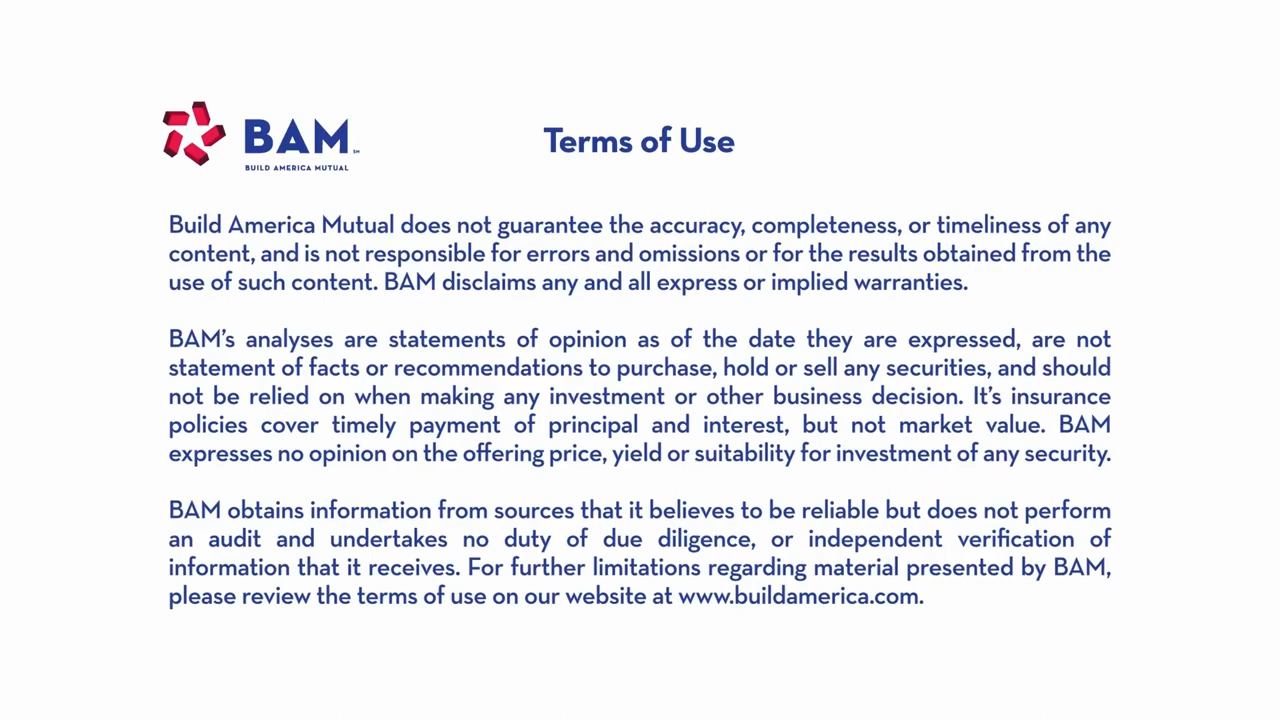 BAM SM
BUILD AMERICA MUTUAL
Terms of Use
Build America Mutual does not guarantee the accuracy, completeness, or timeliness of any
content, and is not responsible for errors and omissions or for the results obtained from the
use of such content. BAM disclaims any and all express or implied warranties.
BAM’s analyses are statements of opinion as of the date they are expressed, are not
statement of facts or recommendations to purchase, hold or sell any securities, and should
not be relied on when making any investment or other business decision. It’s insurance
policies cover timely payment of principal and interest, but not market value. BAM
expresses no opinion on the offering price, yield or suitability for investment of any security.
BAM obtains information from sources that it believes to be reliable but does not perform
an audit and undertakes no duty of due diligence, or independent verification of
information that it receives. For further limitations regarding material presented by BAM,
please review the terms of use on our website at www.buildamerica.com.